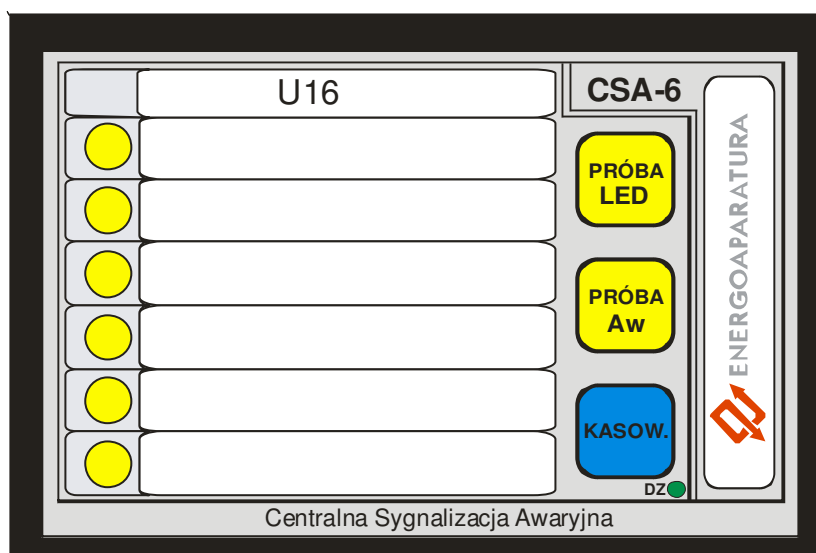 U16
CSA-6
PRÓBA
LED
PRÓBA
Aw
KASOW.
DZ
ENERGOAPARATURA
Centralna Sygnalizacja Awaryjna